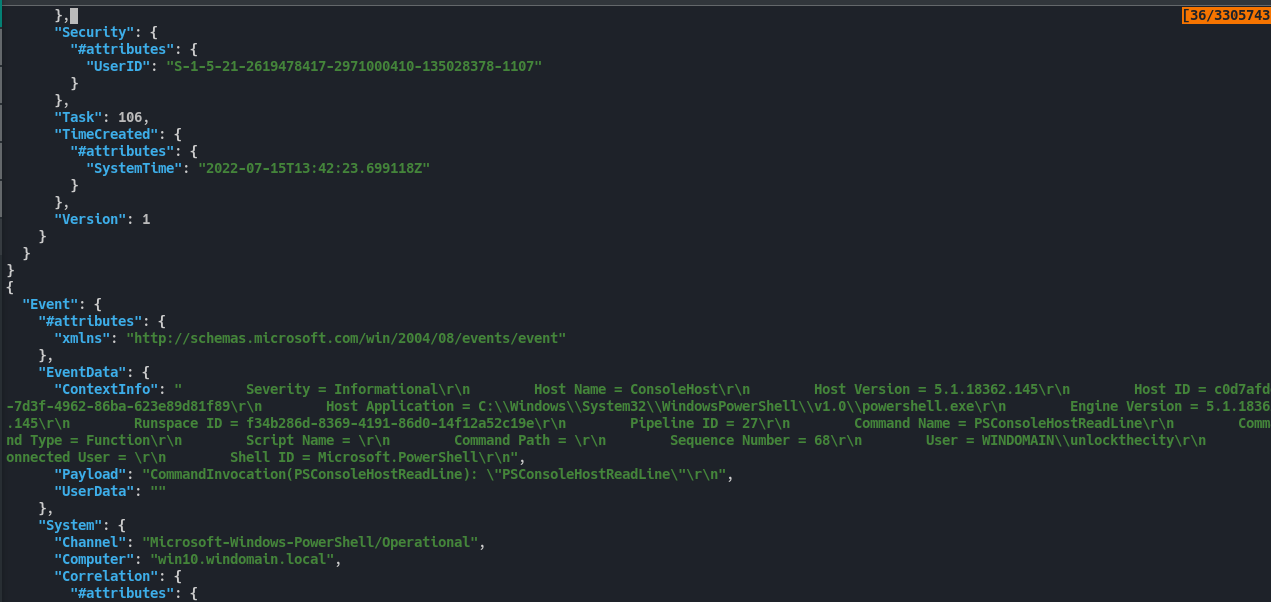 },                                                                                                                                           [36/3305743
      "Security": {
        "#attributes": {
          "UserID": "S-1-5-21-2619478417-2971000410-135028378-1107"
        }
      },
      "Task": 106,
      "TimeCreated": {
        "#attributes": {
          "SystemTime": "2022-07-15T13:42:23.699118Z"
        }
      },
      "Version": 1
    }
  }
}
{
  "Event": {
    "#attributes": {
      "xmlns": "http://schemas.microsoft.com/win/2004/08/events/event"
    },
    "EventData": {
      "ContextInfo": "        Severity = Informational\r\n        Host Name = ConsoleHost\r\n        Host Version = 5.1.18362.145\r\n        Host ID = c0d7afd
-7d3f-4962-86ba-623e89d81f89\r\n        Host Application = C:\\Windows\\System32\\WindowsPowerShell\\v1.0\\powershell.exe\r\n        Engine Version = 5.1.1836
.145\r\n        Runspace ID = f34b286d-8369-4191-86d0-14f12a52c19e\r\n        Pipeline ID = 27\r\n        Command Name = PSConsoleHostReadLine\r\n        Comm
nd Type = Function\r\n        Script Name = \r\n        Command Path = \r\n        Sequence Number = 68\r\n        User = WINDOMAIN\\unlockthecity\r\n
onnected User = \r\n        Shell ID = Microsoft.PowerShell\r\n",
      "Payload": "CommandInvocation(PSConsoleHostReadLine): \"PSConsoleHostReadLine\"\r\n",
      "UserData": ""
    },
    "System": {
      "Channel": "Microsoft-Windows-PowerShell/Operational",
      "Computer": "win10.windomain.local",
      "Correlation": {
        "#attributes": {